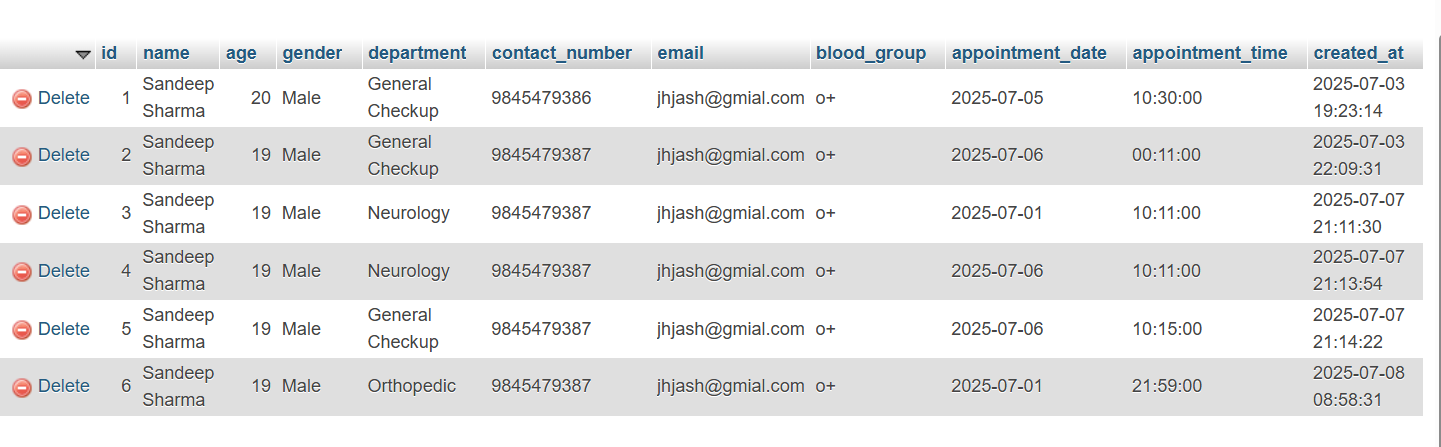 id name age gender department contact_number email blood_group appointment_date appointment_time created_at
Delete 1 Sandeep Sharma 20 Male General Checkup 9845479386 jhjash@gmial.com o+ 2025-07-05 10:30:00 2025-07-03 19:23:14
Delete 2 Sandeep Sharma 19 Male General Checkup 9845479387 jhjash@gmial.com o+ 2025-07-06 00:11:00 2025-07-03 22:09:31
Delete 3 Sandeep Sharma 19 Male Neurology 9845479387 jhjash@gmial.com o+ 2025-07-01 10:11:00 2025-07-07 21:11:30
Delete 4 Sandeep Sharma 19 Male Neurology 9845479387 jhjash@gmial.com o+ 2025-07-06 10:11:00 2025-07-07 21:13:54
Delete 5 Sandeep Sharma 19 Male General Checkup 9845479387 jhjash@gmial.com o+ 2025-07-06 10:15:00 2025-07-07 21:14:22
Delete 6 Sandeep Sharma 19 Male Orthopedic 9845479387 jhjash@gmial.com o+ 2025-07-01 21:59:00 2025-07-08 08:58:31